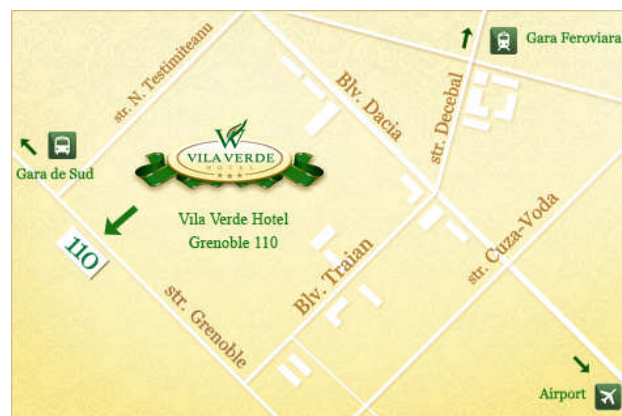 Gara Feroviara
str. N. Testimiteanu
Blv. Dacia
str. Decebal
VILA VERDE
HOTEL
Gara de Sud
Vila Verde Hotel
Grenoble 110
110
str. Cuza-Voda
Blv. Traian
str. Grenoble
Airport